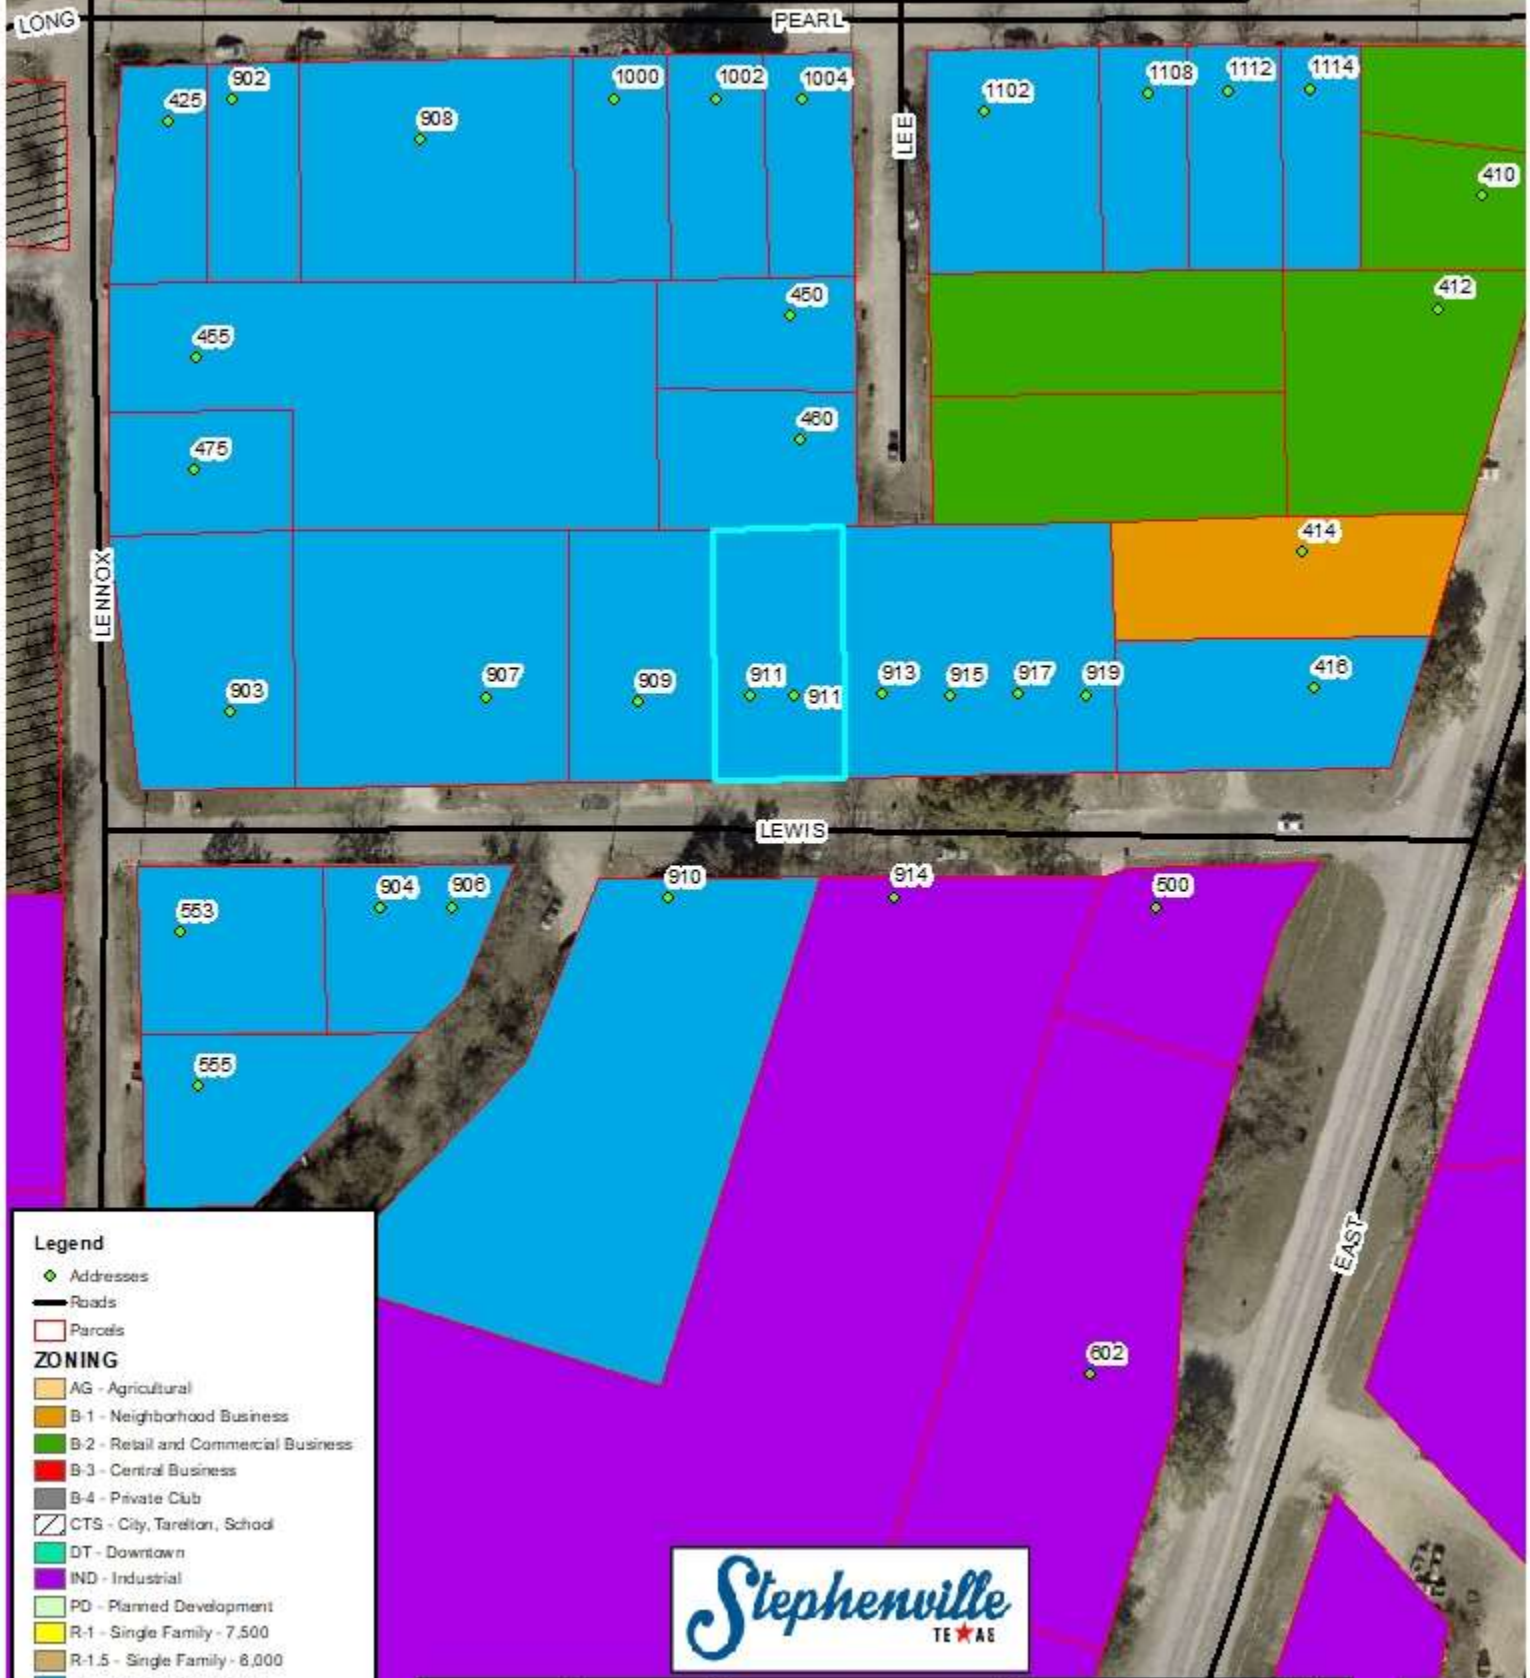 LONG
PEARL
425
902
908
1000
1002
1004
LEE
1102
1108
1112
1114
410
412
455
450
475
460
414
LENNOX
903
907
909
911
911
913
915
917
919
416
LEWIS
553
904
906
910
914
500
555
EAST
602
Legend
Addresses
Roads
Parcels
ZONING
AG - Agricultural
B-1 - Neighborhood Business
B-2 - Retail and Commercial Business
B-3 - Central Business
B-4 - Private Club
CTS - City, Tarelton, School
DT - Downtown
IND - Industrial
PD - Planned Development
R-1 - Single Family - 7,500
R-1.5 - Single Family - 6,000
Stephenville
TEXAS